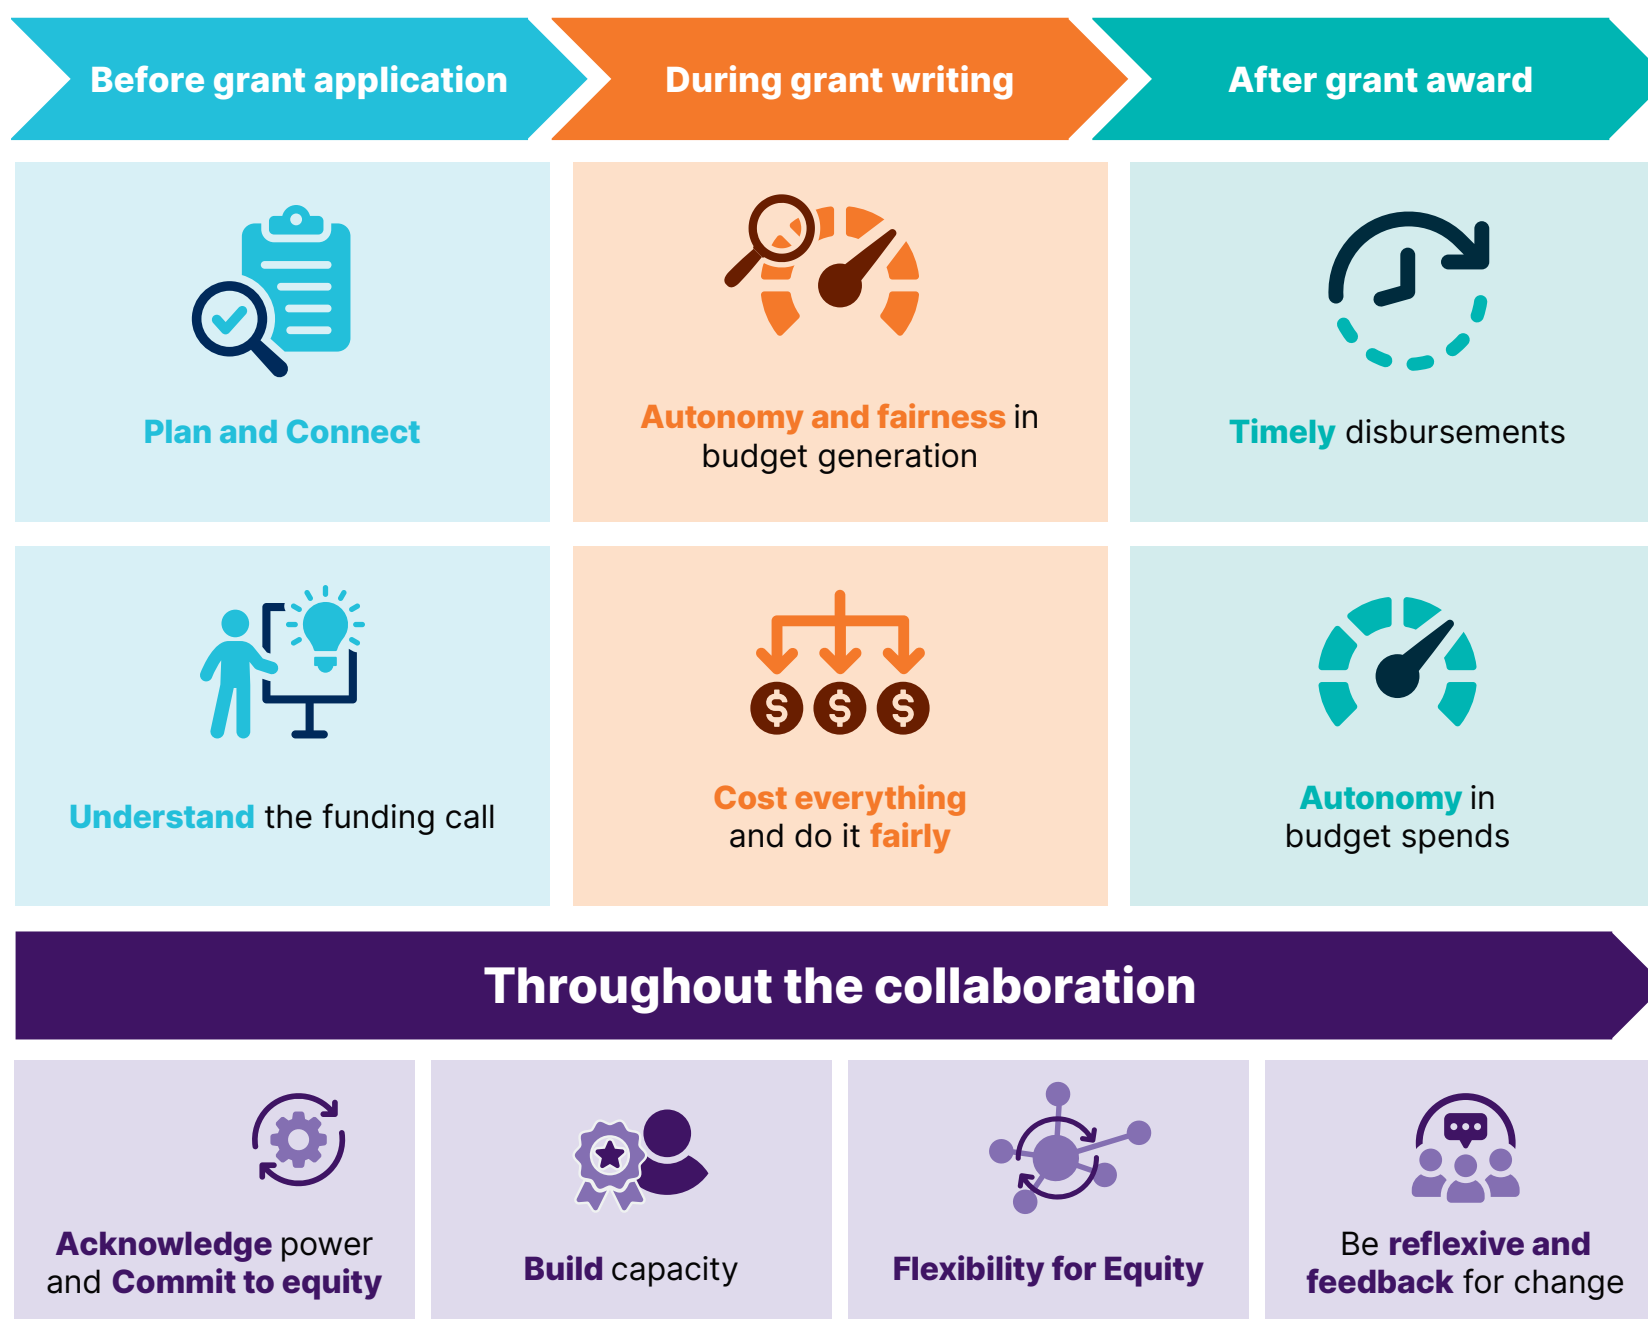 Before grant application
During grant writing
After grant award
Plan and Connect
Autonomy and fairness in
budget generation
Timely disbursements
Understand the funding call
$ $ $
Cost everything
and do it fairly
Autonomy in
budget spends
Throughout the collaboration
Acknowledge power
and Commit to equity
Build capacity
Flexibility for Equity
Be reflexive and
feedback for change